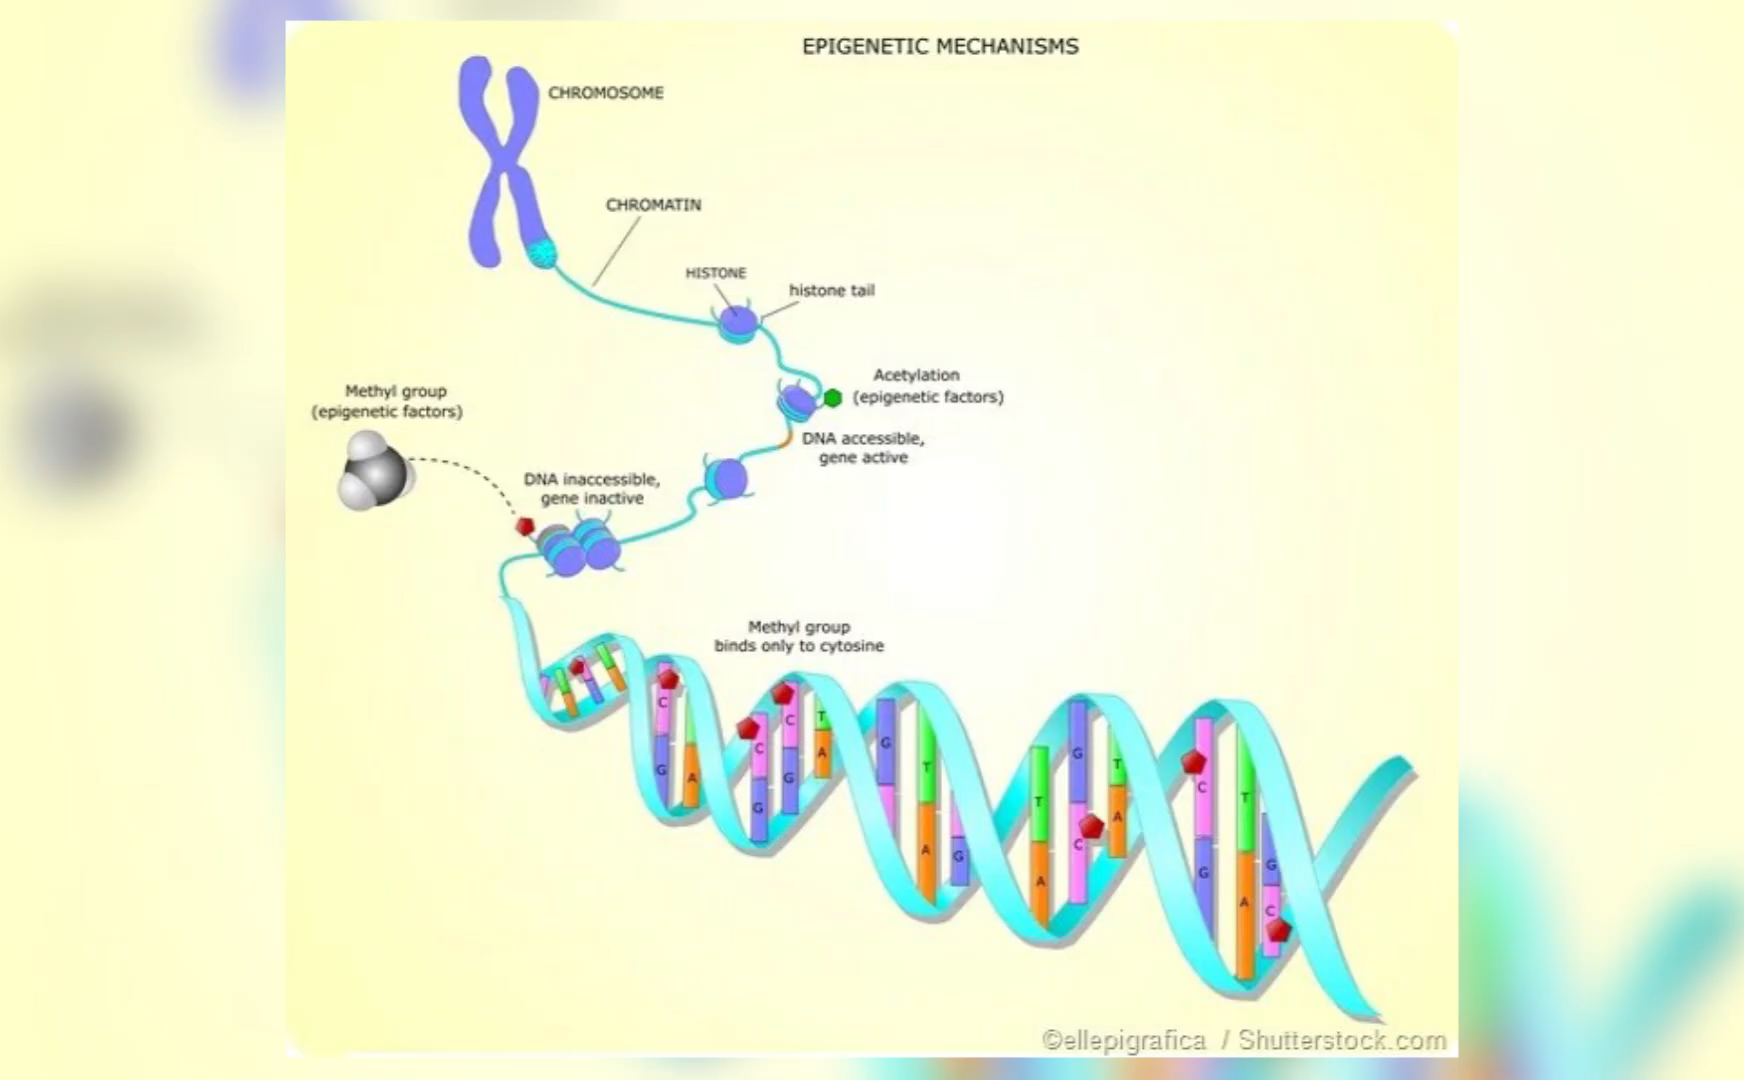 EPIGENETIC MECHANISMS
CHROMOSOME
CHROMATIN
HISTONE
histone tail
Acetylation
(epigenetic factors)
Methyl group
(epigenetic factors)
DNA accessible,
gene active
DNA inaccessible,
gene inactive
Methyl group
binds only to cytosine
C
G
A
C
G
C
G
T
A
G
T
A
G
T
A
G
C
T
A
C
G
T
A
G
C
©ellepigrafica / Shutterstock.com